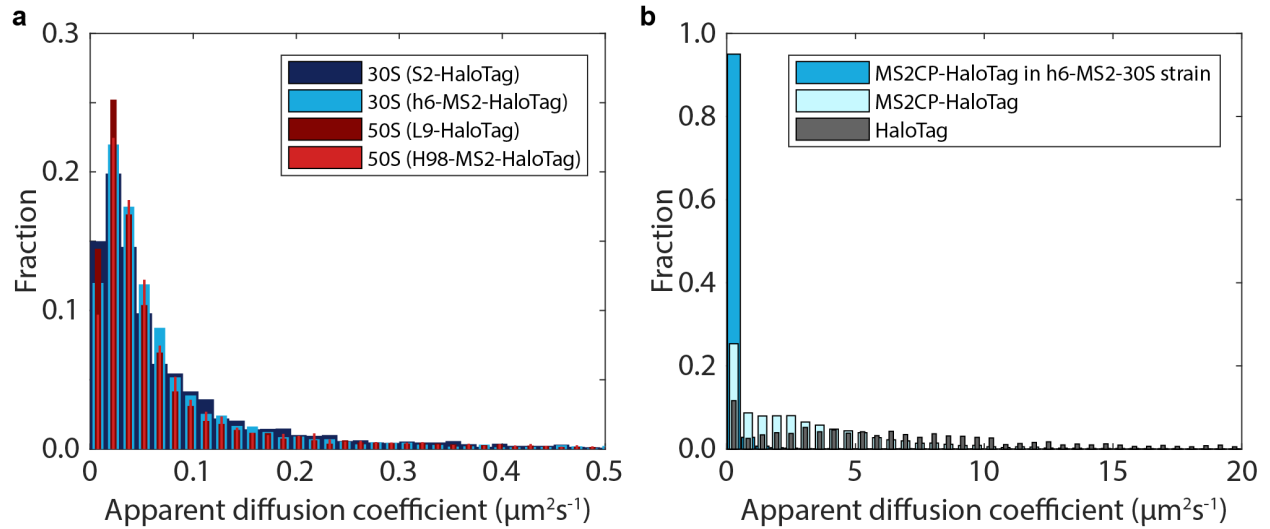 a
0.3
0.2
0.1
0.0
Fraction
0
0.1
0.2
0.3
0.4
0.5
Apparent diffusion coefficient (μm²s⁻¹)
30S (S2-HaloTag)
30S (h6-MS2-HaloTag)
50S (L9-HaloTag)
50S (H98-MS2-HaloTag)
b
1.0
0.8
0.6
0.4
0.2
0.0
Fraction
0
5
10
15
20
Apparent diffusion coefficient (μm²s⁻¹)
MS2CP-HaloTag in h6-MS2-30S strain
MS2CP-HaloTag
HaloTag